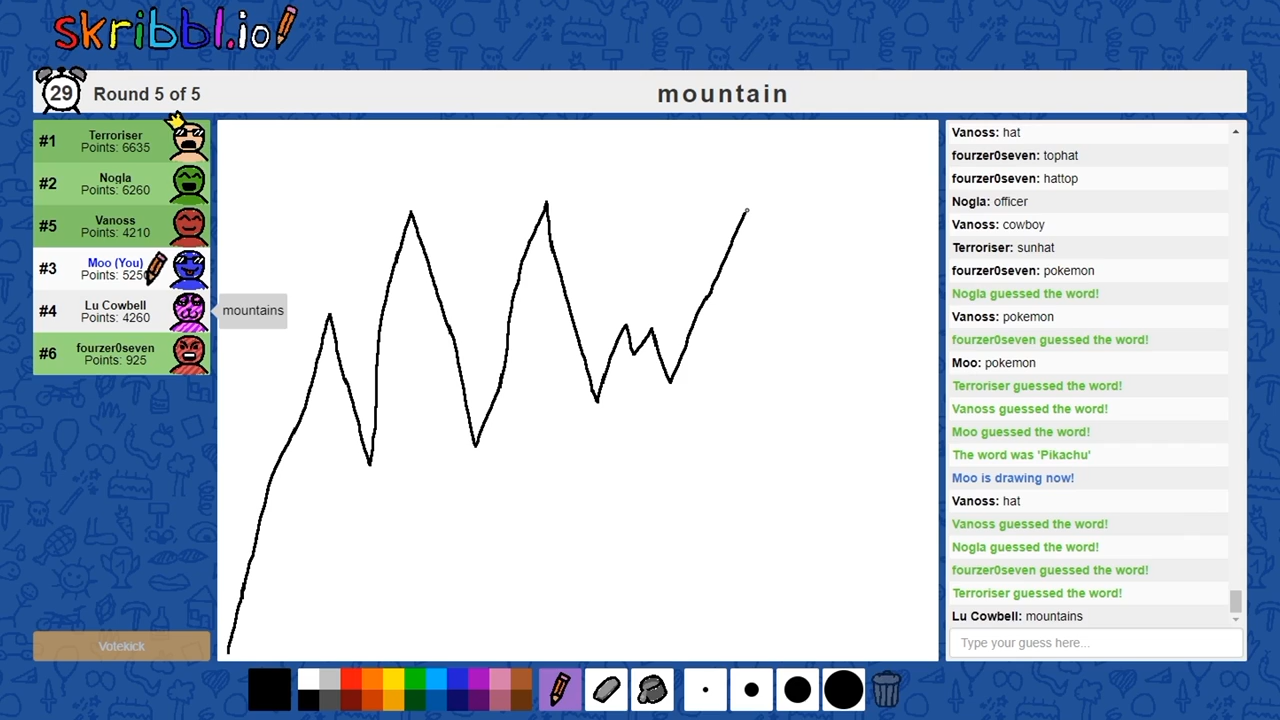 skribbl.io
29
Round 5 of 5
mountain
#1
Terroriser
Points: 6635
#2
Nogla
Points: 6260
#5
Vanoss
Points: 4210
#3
Moo (You)
Points: 5250
#4
Lu Cowbell
Points: 4260
mountains
#6
fourzer0seven
Points: 925
Votekick
Vanoss: hat
fourzer0seven: tophat
fourzer0seven: hattop
Nogla: officer
Vanoss: cowboy
Terroriser: sunhat
fourzer0seven: pokemon
Nogla guessed the word!
Vanoss: pokemon
fourzer0seven guessed the word!
Moo: pokemon
Terroriser guessed the word!
Vanoss guessed the word!
Moo guessed the word!
The word was 'Pikachu'
Moo is drawing now!
Vanoss: hat
Vanoss guessed the word!
Nogla guessed the word!
fourzer0seven guessed the word!
Terroriser guessed the word!
Lu Cowbell: mountains
Type your guess here...